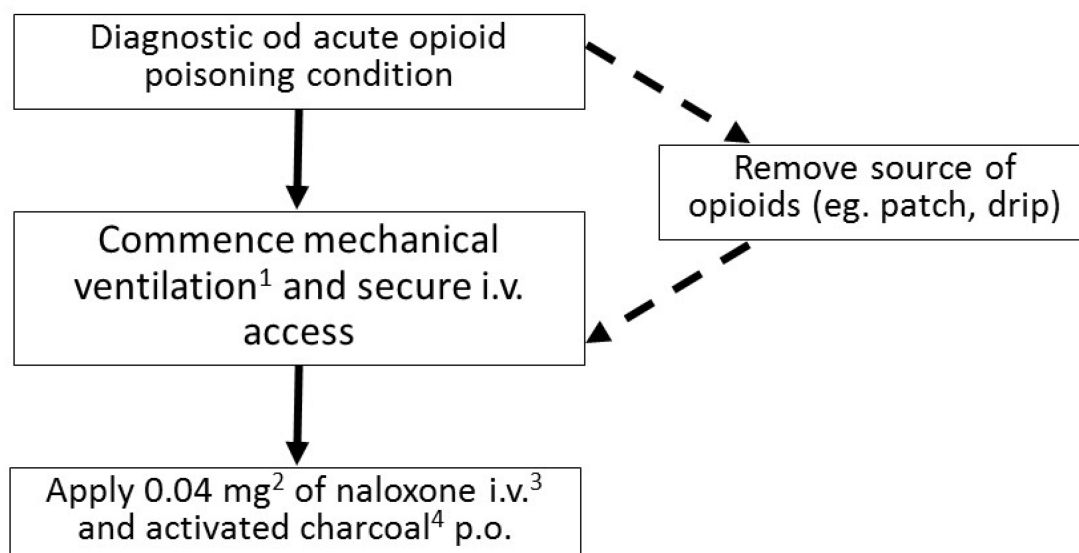 Diagnostic od acute opioid
poisoning condition
Remove source of
opioids (eg. patch, drip)
Commence mechanical
ventilation¹ and secure i.v.
access
Apply 0.04 mg² of naloxone i.v.³
and activated charcoal⁴ p.o.